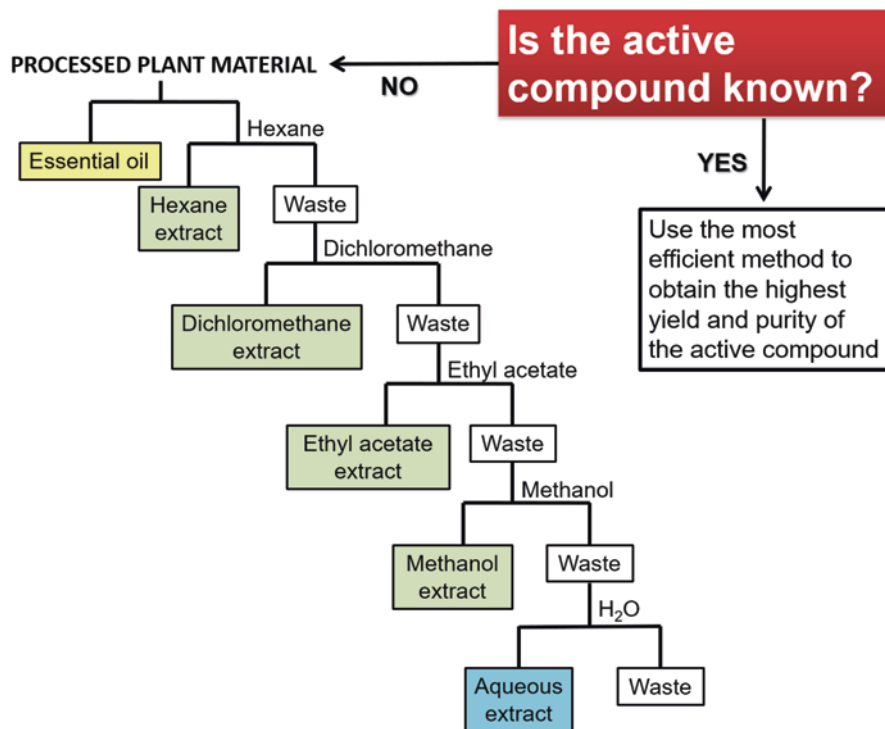 Is the active
compound known?
PROCESSED PLANT MATERIAL
NO
YES
Hexane
Essential oil
Hexane
extract
Waste
Use the most
efficient method to
obtain the highest
yield and purity of
the active compound
Dichloromethane
Dichloromethane
extract
Waste
Ethyl acetate
Ethyl acetate
extract
Waste
Methanol
Methanol
extract
Waste
H₂O
Aqueous
extract
Waste